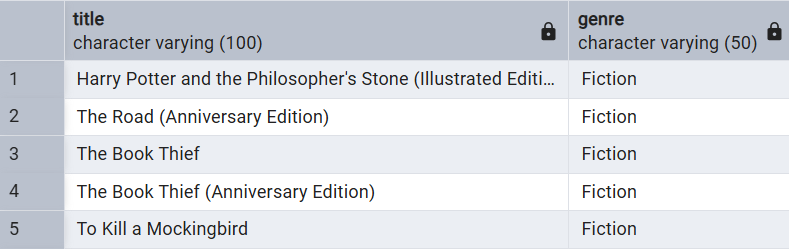 title genre
character varying (100) character varying (50)
1 Harry Potter and the Philosopher's Stone (Illustrated Editi... Fiction
2 The Road (Anniversary Edition) Fiction
3 The Book Thief Fiction
4 The Book Thief (Anniversary Edition) Fiction
5 To Kill a Mockingbird Fiction